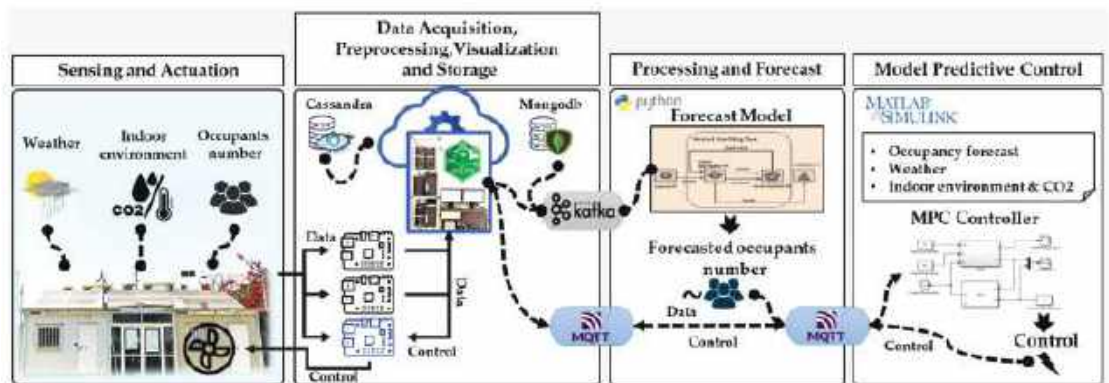 Sensing and Actuation
Weather
Indoor
environment
Occupants
number
CO2
Data Acquisition,
Preprocessing,Visualization
and Storage
Cassandra
Mongodb
Data
Data
Control
Control
kafka
MQTT
Processing and Forecast
python
Forecast Model
Forecasted occupants
number
~
Data
Control
MQTT
Model Predictive Control
MATLAB
SIMULINK
• Occupancy forecast
• Weather
• Indoor environment & CO2
MPC Controller
Control
Control